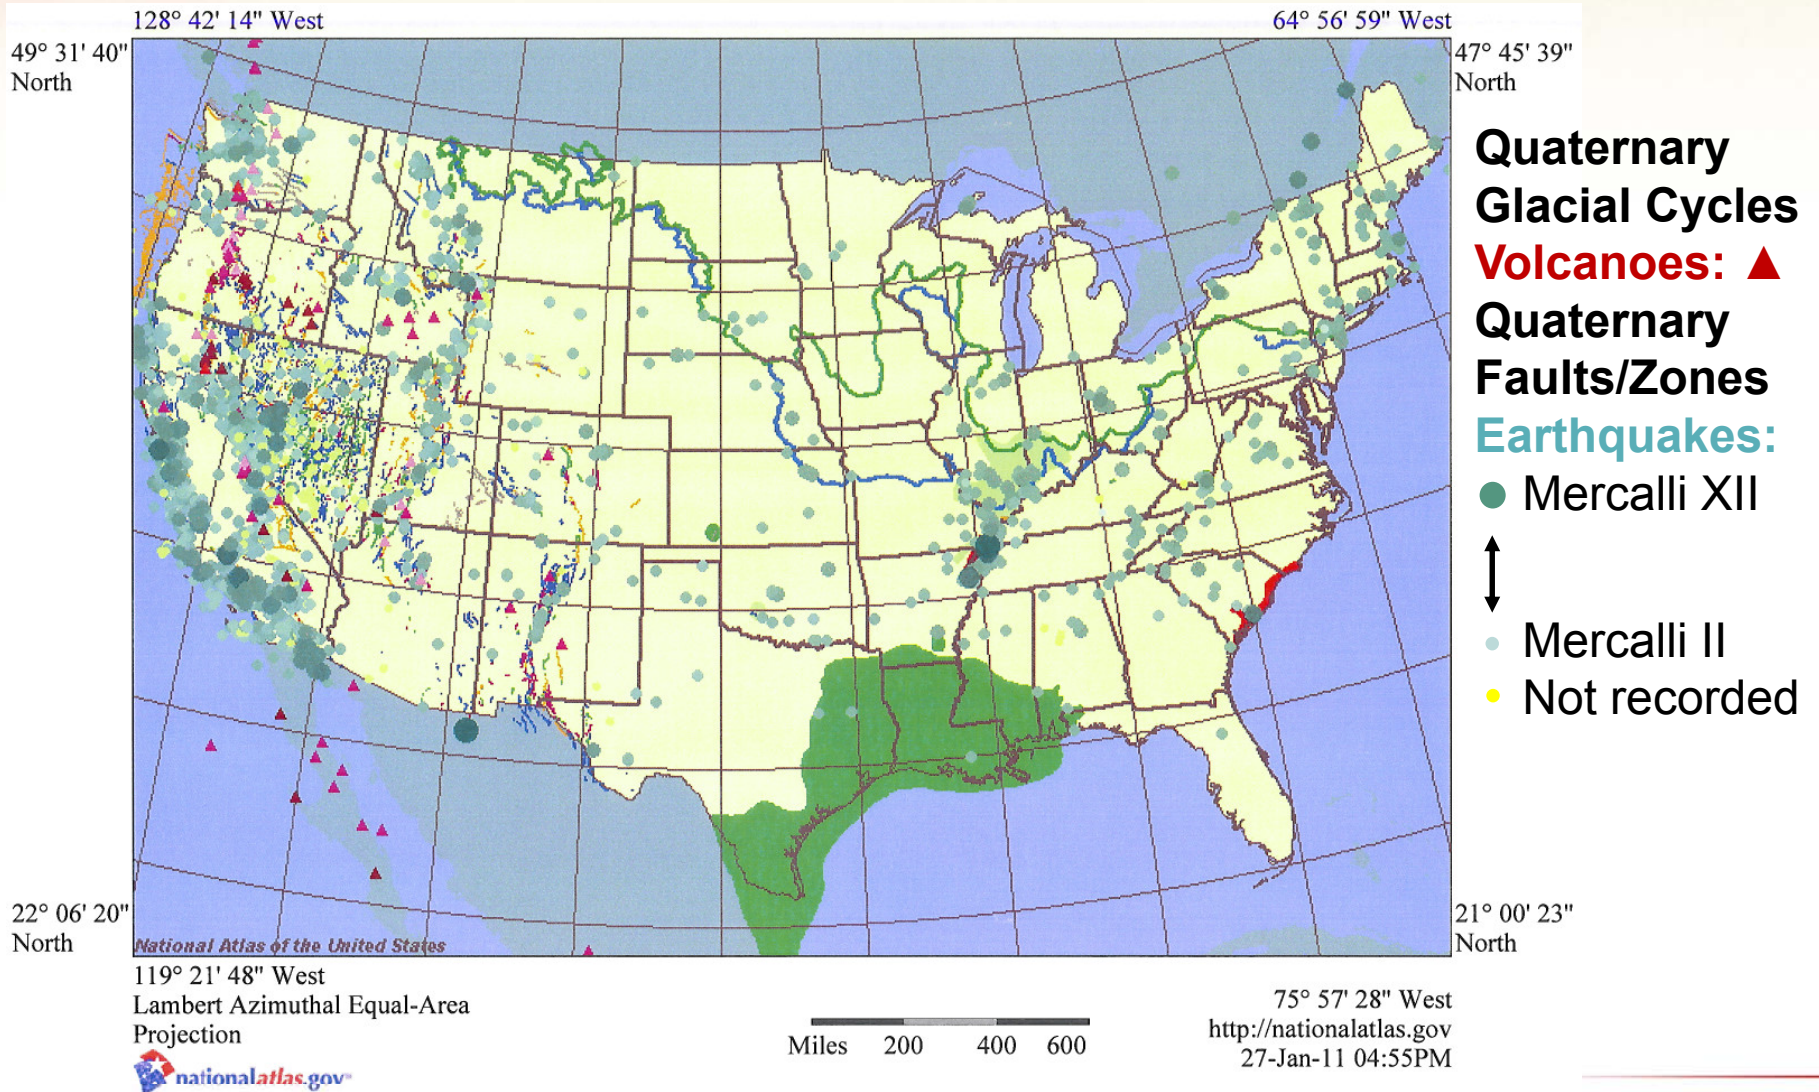 128° 42' 14" West
64° 56' 59" West
49° 31' 40"
North
47° 45' 39"
North
Quaternary
Glacial Cycles
Volcanoes: ▲
Quaternary
Faults/Zones
Earthquakes:
Mercalli XII
Mercalli II
Not recorded
22° 06' 20"
North
21° 00' 23"
North
National Atlas of the United States
119° 21' 48" West
Lambert Azimuthal Equal-Area
Projection
nationalatlas.gov™
Miles 200 400 600
75° 57' 28" West
http://nationalatlas.gov
27-Jan-11 04:55PM